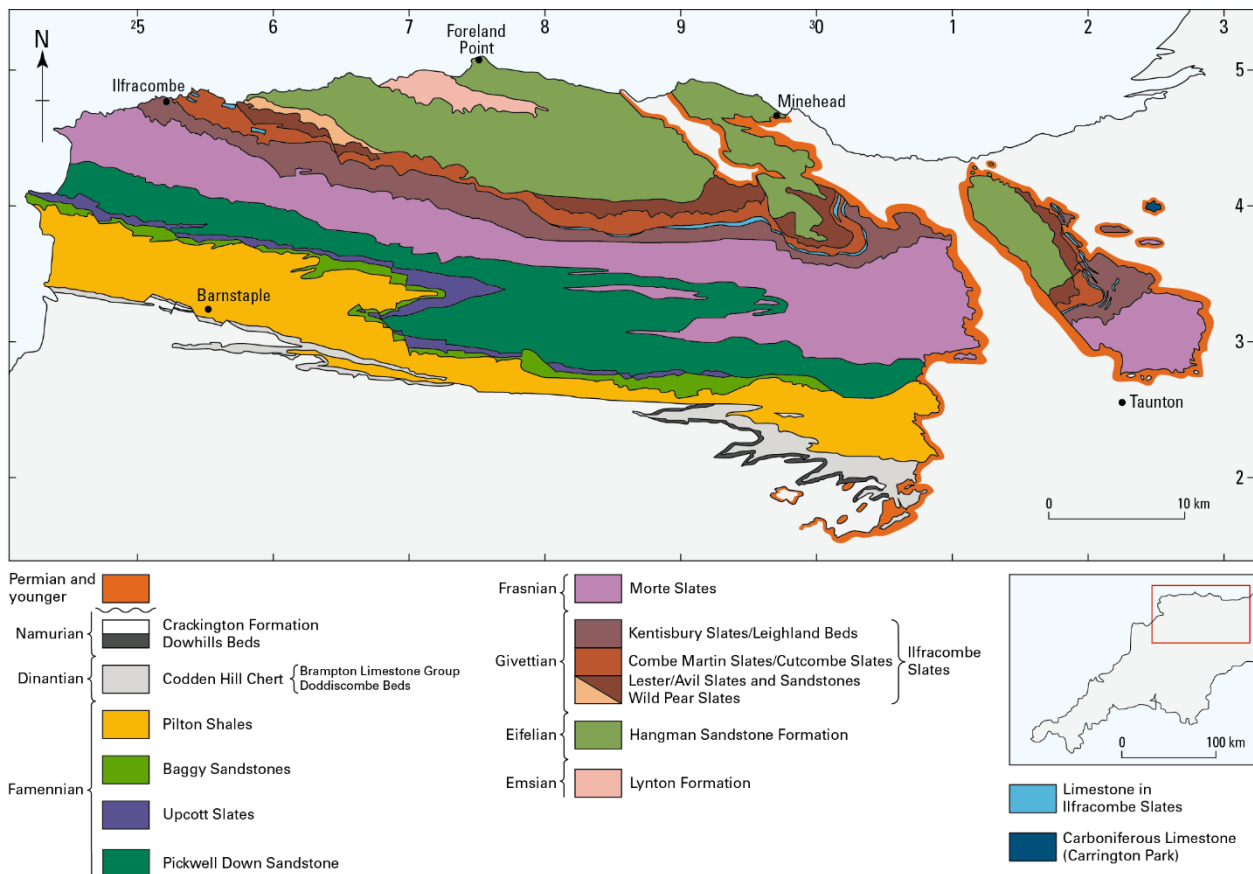 25 6 7 8 9 30 1 2 3
N
Foreland
Point
5
Ilfracombe
Minehead
4
Barnstaple
3
Taunton
2
0 10 km
Permian and
younger
Namurian
Crackington Formation
Dowhills Beds
Dinantian
Codden Hill Chert
Brampton Limestone Group
Doddiscombe Beds
Famennian
Pilton Shales
Baggy Sandstones
Upcott Slates
Pickwell Down Sandstone
Frasnian
Morte Slates
Givettian
Kentisbury Slates/Leighland Beds
Combe Martin Slates/Cutcombe Slates
Lester/Avil Slates and Sandstones
Wild Pear Slates
Ilfracombe
Slates
Eifelian
Hangman Sandstone Formation
Emsian
Lynton Formation
0 100 km
Limestone in
Ilfracombe Slates
Carboniferous Limestone
(Carrington Park)